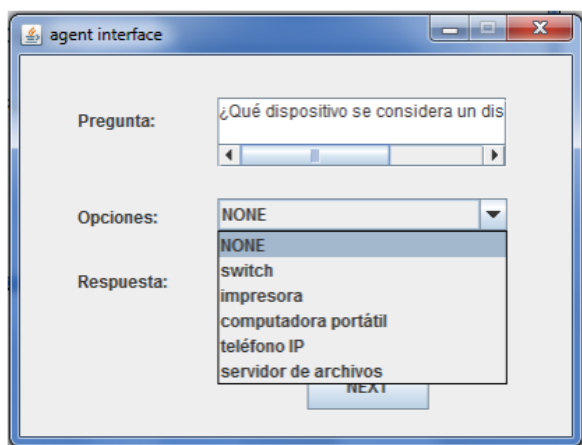 agent interface
Pregunta:
¿Qué dispositivo se considera un dis
Opciones:
NONE
NONE
switch
impresora
computadora portátil
teléfono IP
servidor de archivos
Respuesta:
NEXT